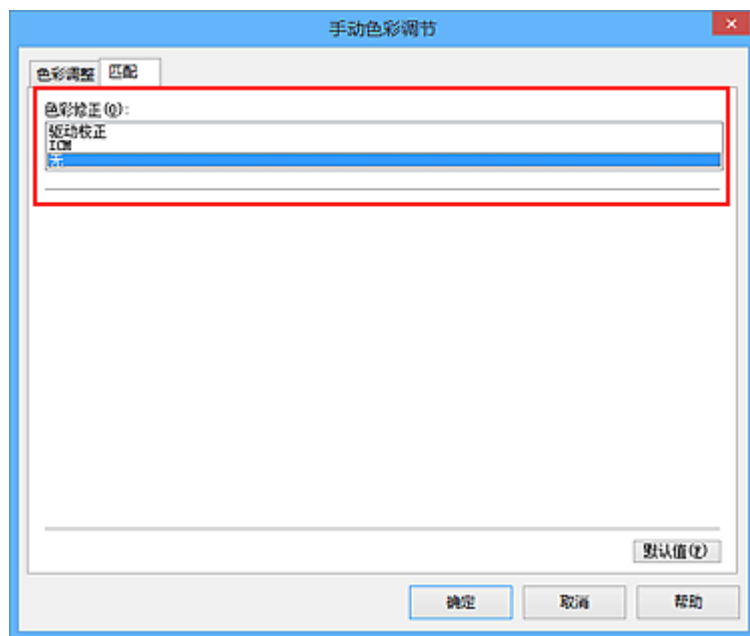 手动色彩调节
色彩调整 匹配
色彩修正(Q):
驱动校正
ICM
无
默认值(F)
确定 取消 帮助